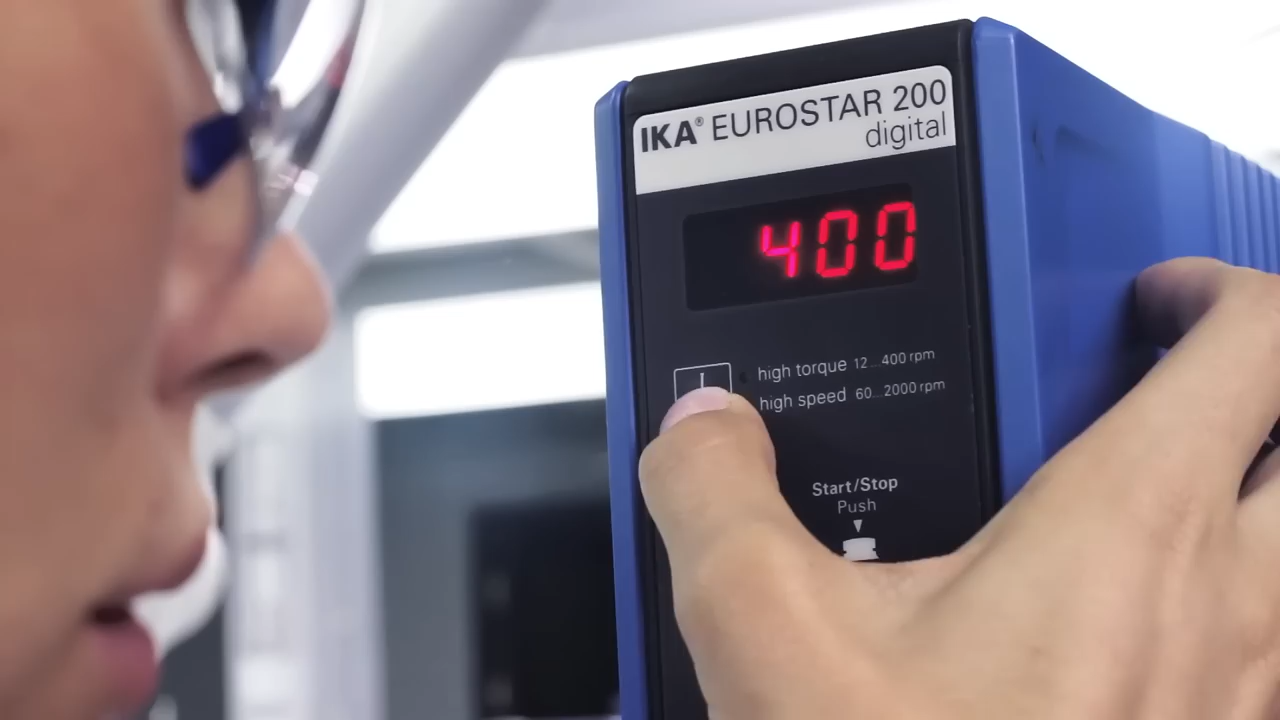 IKA® EUROSTAR 200
digital
400
high torque 12...400 rpm
high speed 60...2000 rpm
Start/Stop
Push